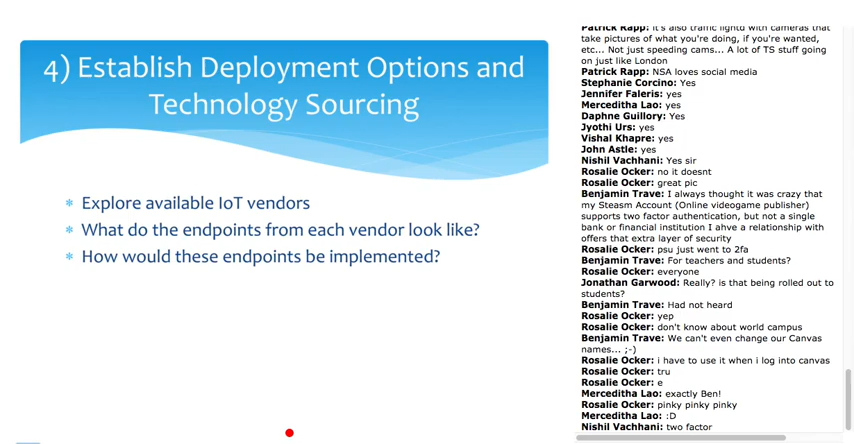 4) Establish Deployment Options and
Technology Sourcing
Explore available IoT vendors
What do the endpoints from each vendor look like?
How would these endpoints be implemented?
Patrick Rapp: it's also traffic lightd with cameras that
take pictures of what you're doing, if you're wanted,
etc... Not just speeding cams... A lot of TS stuff going
on just like London
Patrick Rapp: NSA loves social media
Stephanie Corcino: Yes
Jennifer Faleris: yes
Merceditha Lao: yes
Daphne Guillory: Yes
Jyothi Urs: yes
Vishal Khapre: yes
John Astle: yes
Nishil Vachhani: Yes sir
Rosalie Ocker: no it doesnt
Rosalie Ocker: great pic
Benjamin Trave: I always thought it was crazy that
my Steasm Account (Online videogame publisher)
supports two factor authentication, but not a single
bank or financial institution I ahve a relationship with
offers that extra layer of security
Rosalie Ocker: psu just went to 2fa
Benjamin Trave: For teachers and students?
Rosalie Ocker: everyone
Jonathan Garwood: Really? is that being rolled out to
students?
Benjamin Trave: Had not heard
Rosalie Ocker: yep
Rosalie Ocker: don't know about world campus
Benjamin Trave: We can't even change our Canvas
names... ;-)
Rosalie Ocker: i have to use it when i log into canvas
Rosalie Ocker: tru
Rosalie Ocker: e
Merceditha Lao: exactly Ben!
Rosalie Ocker: pinky pinky pinky
Merceditha Lao: :D
Nishil Vachhani: two factor